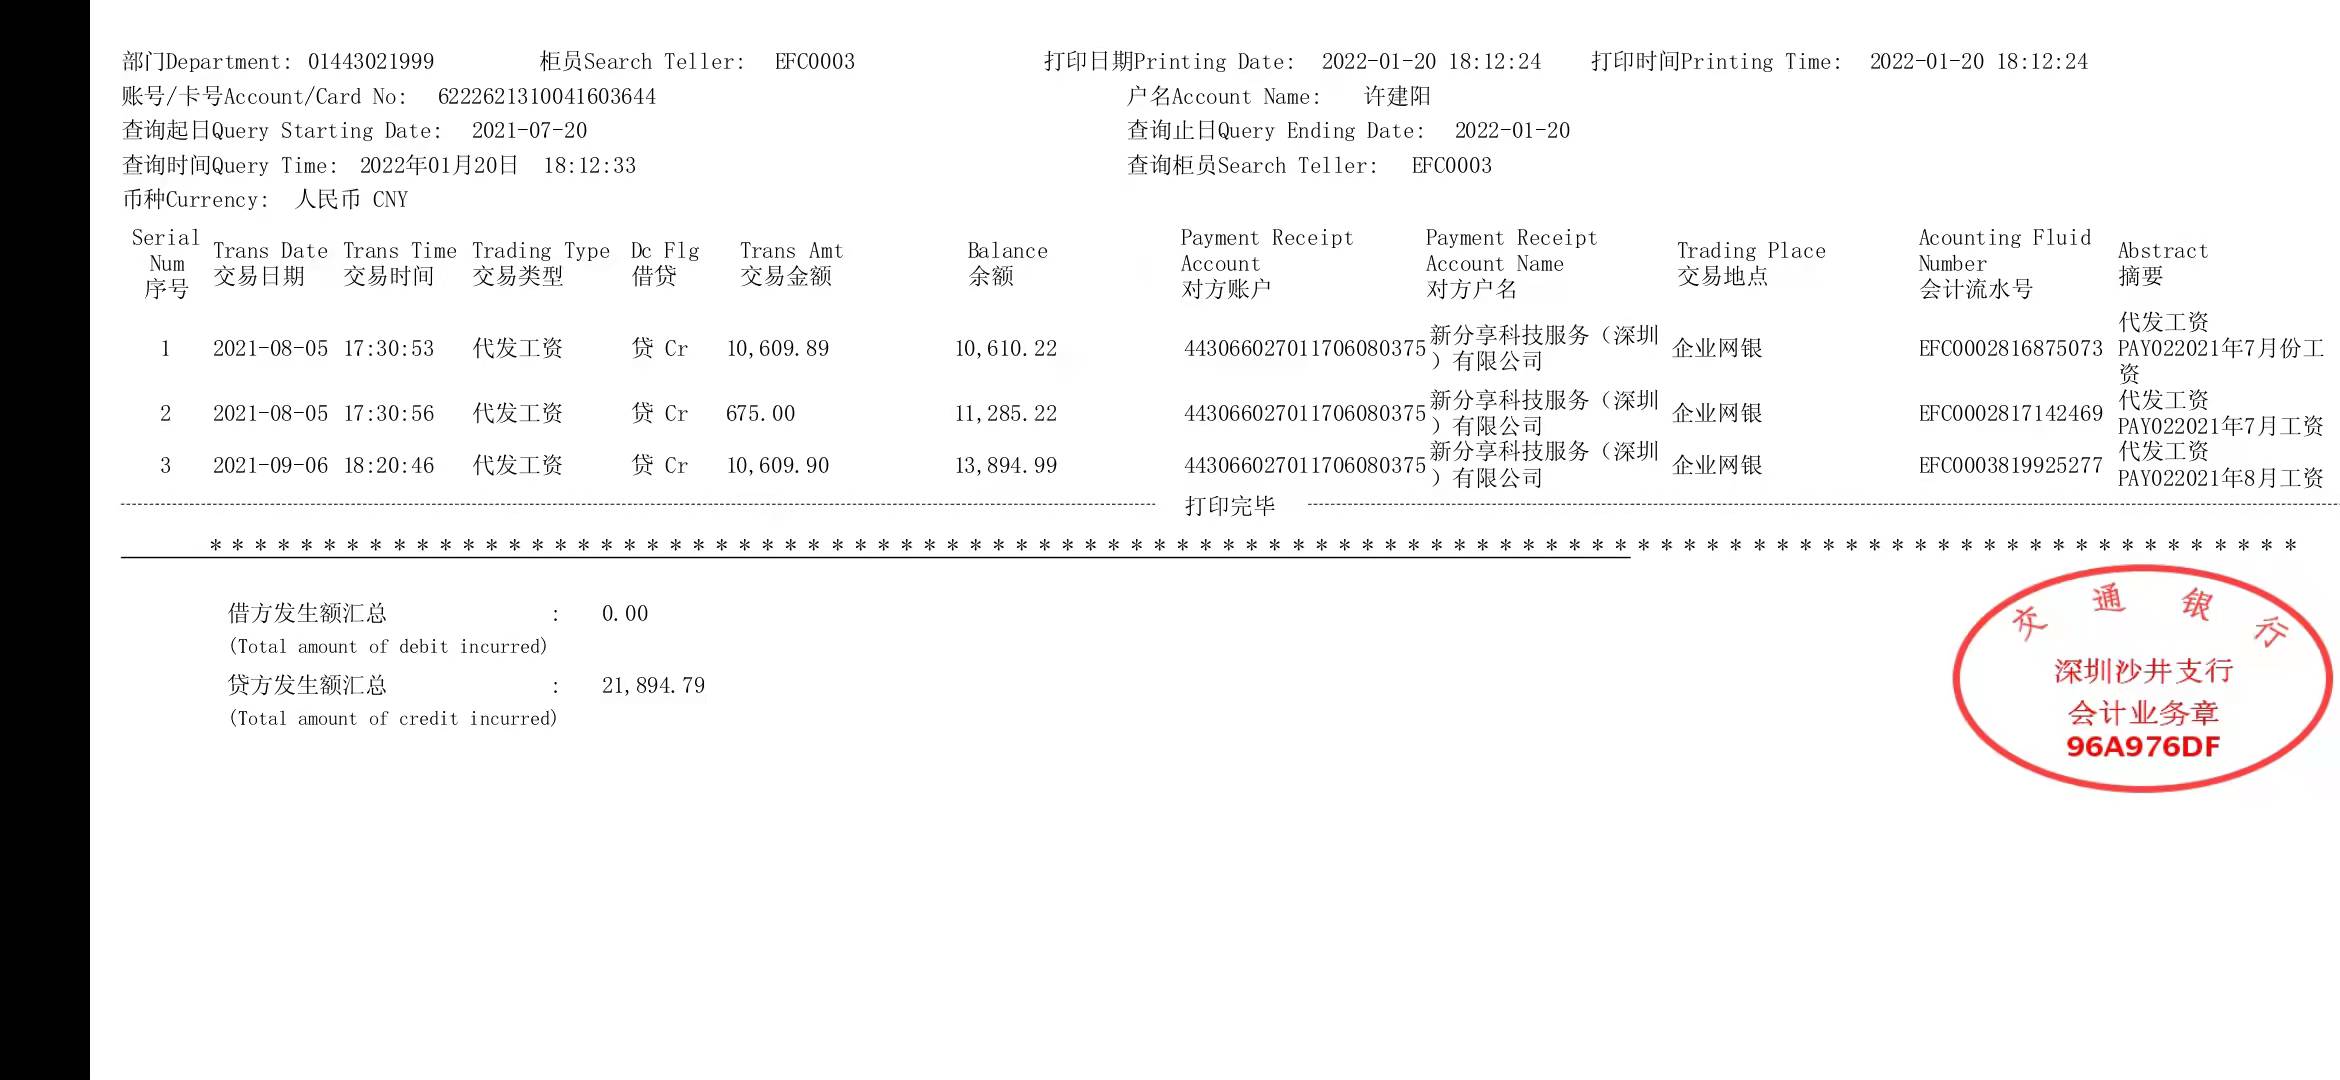 部门Department: 01443021999 柜员Search Teller: EFC0003 打印日期Printing Date: 2022-01-20 18:12:24 打印时间Printing Time: 2022-01-20 18:12:24
账号/卡号Account/Card No: 6222621310041603644 户名Account Name: 许建阳
查询起日Query Starting Date: 2021-07-20 查询止日Query Ending Date: 2022-01-20
查询时间Query Time: 2022年01月20日 18:12:33 查询柜员Search Teller: EFC0003
币种Currency: 人民币 CNY
Serial Num 序号 Trans Date 交易日期 Trans Time 交易时间 Trading Type 交易类型 Dc Flg 借贷 Trans Amt 交易金额 Balance 余额 Payment Receipt Account 对方账户 Payment Receipt Account Name 对方户名 Trading Place 交易地点 Acounting Fluid Number 会计流水号 Abstract 摘要
1 2021-08-05 17:30:53 代发工资 贷 Cr 10,609.89 10,610.22 443066027011706080375 新分享科技服务（深圳）有限公司 企业网银 EFC0002816875073 代发工资 PAY022021年7月份工资
2 2021-08-05 17:30:56 代发工资 贷 Cr 675.00 11,285.22 443066027011706080375 新分享科技服务（深圳）有限公司 企业网银 EFC0002817142469 代发工资 PAY022021年7月工资
3 2021-09-06 18:20:46 代发工资 贷 Cr 10,609.90 13,894.99 443066027011706080375 新分享科技服务（深圳）有限公司 企业网银 EFC0003819925277 代发工资 PAY022021年8月工资
打印完毕
借方发生额汇总 : 0.00
(Total amount of debit incurred)
贷方发生额汇总 : 21,894.79
(Total amount of credit incurred)
交通银行
深圳沙井支行
会计业务章
96A976DF